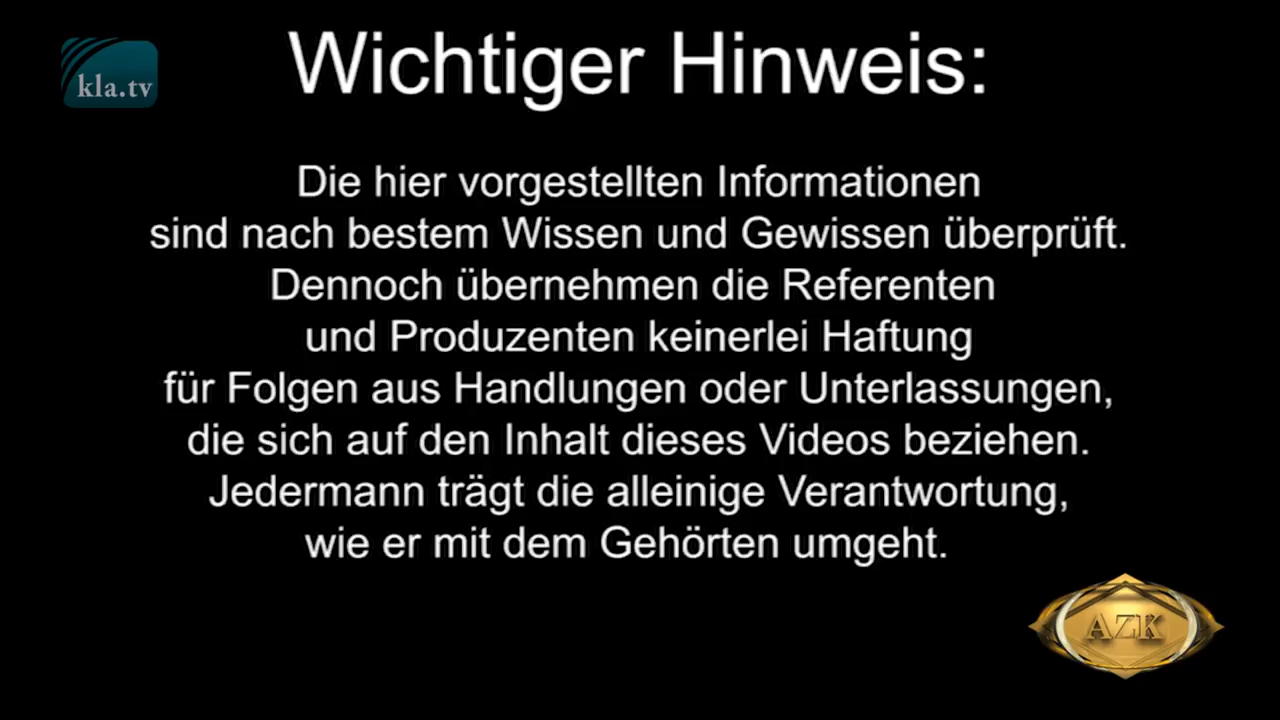 kla.tv
Wichtiger Hinweis:
Die hier vorgestellten Informationen
sind nach bestem Wissen und Gewissen überprüft.
Dennoch übernehmen die Referenten
und Produzenten keinerlei Haftung
für Folgen aus Handlungen oder Unterlassungen,
die sich auf den Inhalt dieses Videos beziehen.
Jedermann trägt die alleinige Verantwortung,
wie er mit dem Gehörten umgeht.
AZK